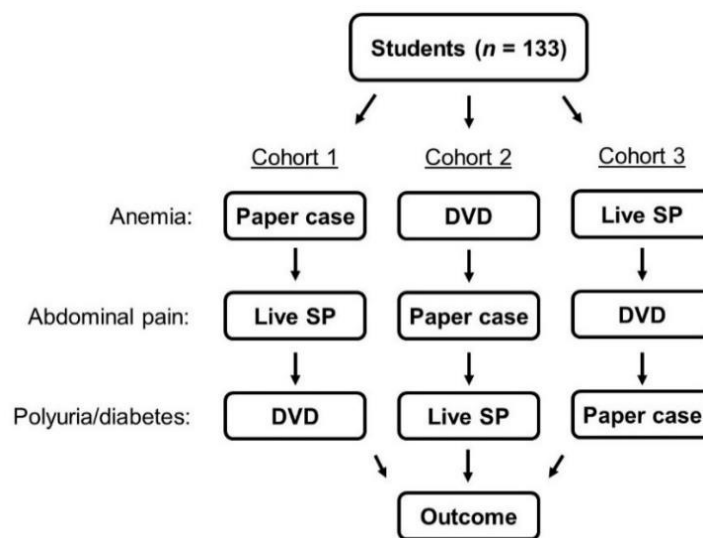 Students (n = 133)
Cohort 1 Cohort 2 Cohort 3
Anemia: Paper case DVD Live SP
Abdominal pain: Live SP Paper case DVD
Polyuria/diabetes: DVD Live SP Paper case
Outcome